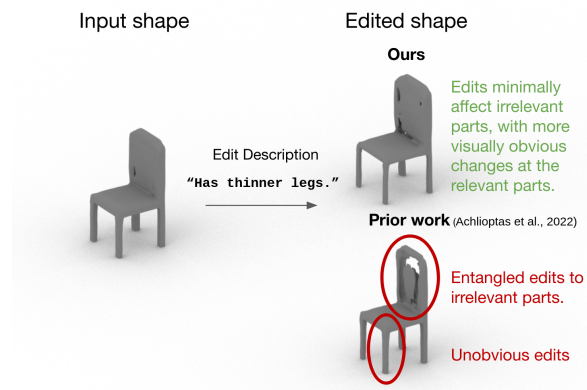 Input shape
Edited shape
Ours
Edits minimally
affect irrelevant
parts, with more
visually obvious
changes at the
relevant parts.
Edit Description
“Has thinner legs.”
Prior work (Achlioptas et al., 2022)
Entangled edits to
irrelevant parts.
Unobvious edits